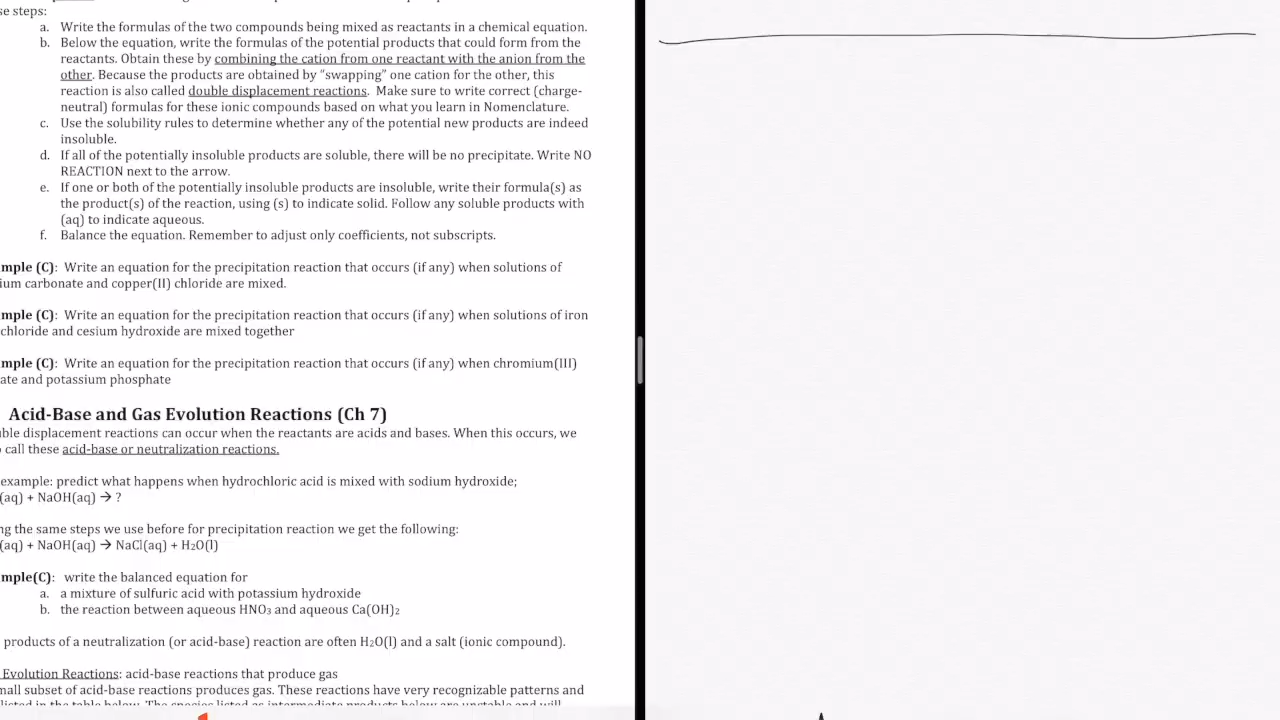 se steps:
a. Write the formulas of the two compounds being mixed as reactants in a chemical equation.
b. Below the equation, write the formulas of the potential products that could form from the
reactants. Obtain these by combining the cation from one reactant with the anion from the
other. Because the products are obtained by “swapping” one cation for the other, this
reaction is also called double displacement reactions. Make sure to write correct (charge-
neutral) formulas for these ionic compounds based on what you learn in Nomenclature.
c. Use the solubility rules to determine whether any of the potential new products are indeed
insoluble.
d. If all of the potentially insoluble products are soluble, there will be no precipitate. Write NO
REACTION next to the arrow.
e. If one or both of the potentially insoluble products are insoluble, write their formula(s) as
the product(s) of the reaction, using (s) to indicate solid. Follow any soluble products with
(aq) to indicate aqueous.
f. Balance the equation. Remember to adjust only coefficients, not subscripts.
mple (C): Write an equation for the precipitation reaction that occurs (if any) when solutions of
ium carbonate and copper(II) chloride are mixed.
mple (C): Write an equation for the precipitation reaction that occurs (if any) when solutions of iron
chloride and cesium hydroxide are mixed together
mple (C): Write an equation for the precipitation reaction that occurs (if any) when chromium(III)
ate and potassium phosphate
Acid-Base and Gas Evolution Reactions (Ch 7)
ble displacement reactions can occur when the reactants are acids and bases. When this occurs, we
call these acid-base or neutralization reactions.
example: predict what happens when hydrochloric acid is mixed with sodium hydroxide;
(aq) + NaOH(aq) → ?
ng the same steps we use before for precipitation reaction we get the following:
(aq) + NaOH(aq) → NaCl(aq) + H₂O(l)
mple(C): write the balanced equation for
a. a mixture of sulfuric acid with potassium hydroxide
b. the reaction between aqueous HNO₃ and aqueous Ca(OH)₂
products of a neutralization (or acid-base) reaction are often H₂O(l) and a salt (ionic compound).
Evolution Reactions: acid-base reactions that produce gas
mall subset of acid-base reactions produces gas. These reactions have very recognizable patterns and
listed in the table below. The species listed as intermediate products below are unstable and will